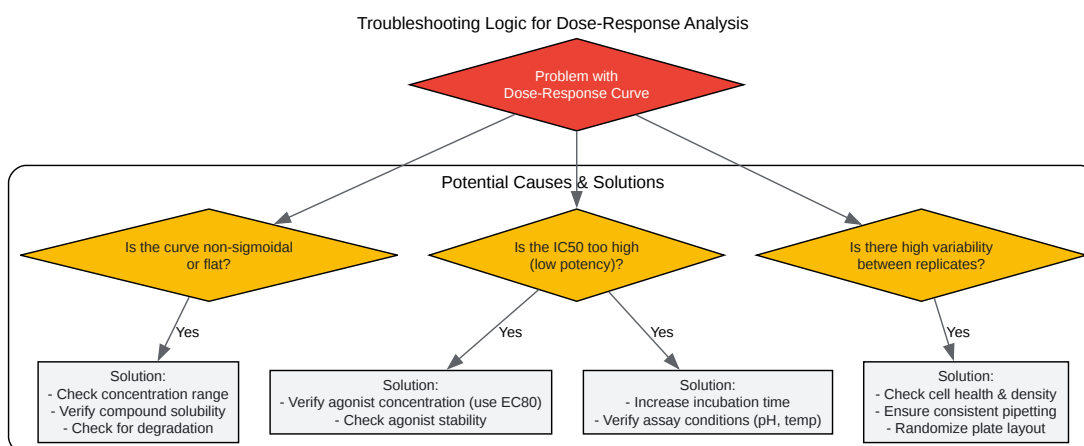 Troubleshooting Logic for Dose-Response Analysis
Problem with
Dose-Response Curve
Potential Causes & Solutions
Is the curve non-sigmoidal
or flat?
Is the IC50 too high
(low potency)?
Is there high variability
between replicates?
Yes
Yes
Yes
Yes
Solution:
- Check concentration range
- Verify compound solubility
- Check for degradation
Solution:
- Verify agonist concentration (use EC80)
- Check agonist stability
Solution:
- Increase incubation time
- Verify assay conditions (pH, temp)
Solution:
- Check cell health & density
- Ensure consistent pipetting
- Randomize plate layout